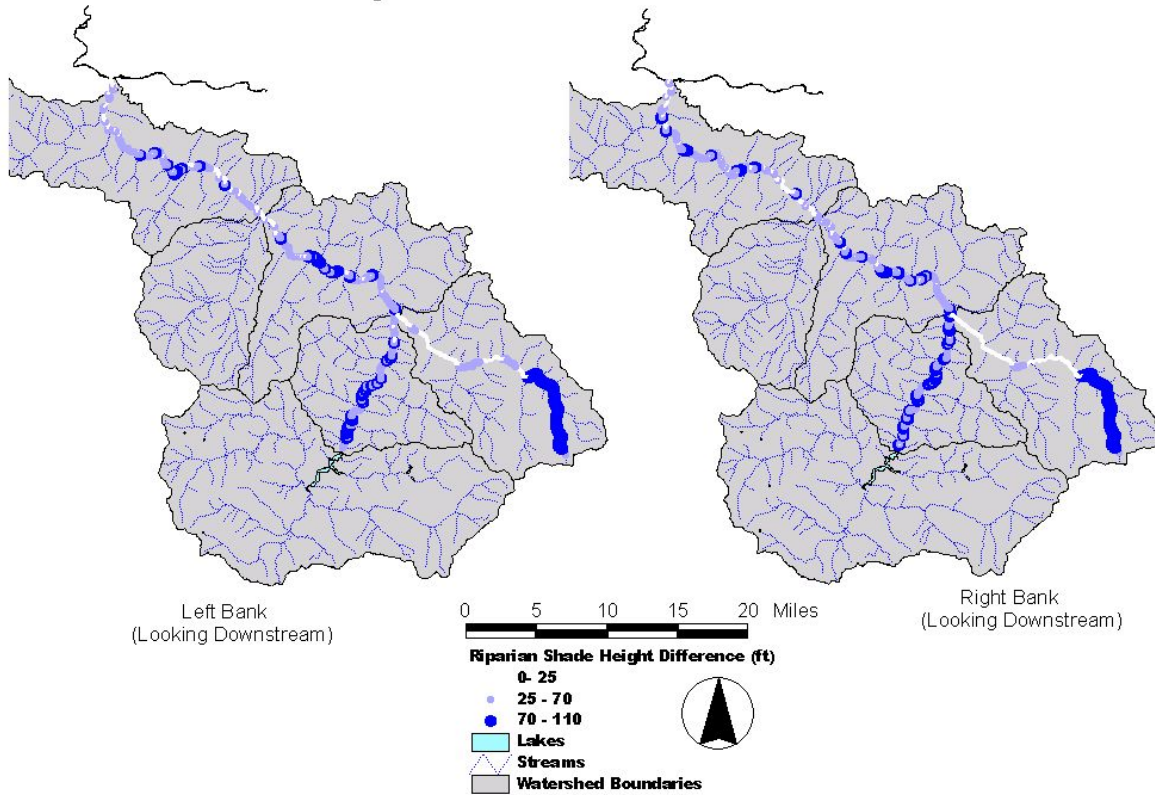 Left Bank
(Looking Downstream)
Right Bank
(Looking Downstream)
0 5 10 15 20 Miles
Riparian Shade Height Difference (ft)
0- 25
25 - 70
70 - 110
Lakes
Streams
Watershed Boundaries